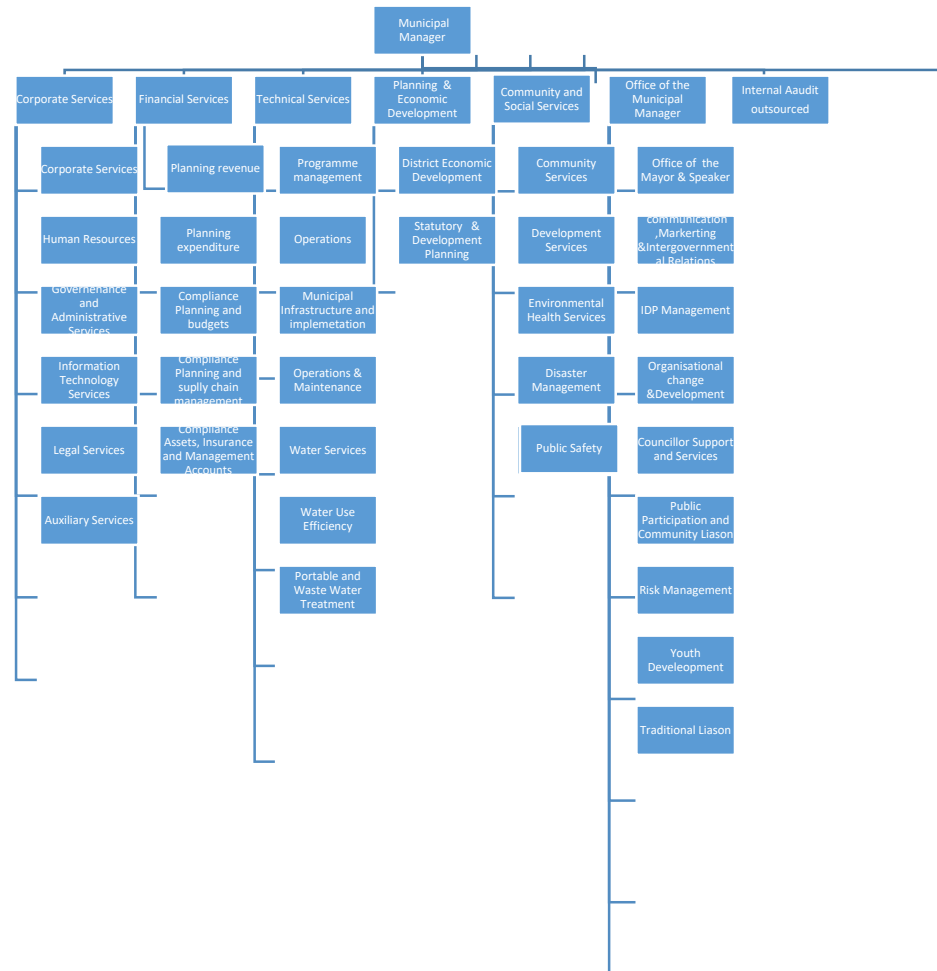 Municipal
Manager
Corporate Services
Financial Services
Technical Services
Planning &
Economic
Development
Community and
Social Services
Office of the
Municipal
Manager
Internal Aaudit
outsourced
Corporate Services
Human Resources
Governenance
and
Administrative
Services
Information
Technology
Services
Legal Services
Auxiliary Services
Planning revenue
Planning
expenditure
Compliance
Planning and
budgets
Compliance
Planning and
suplly chain
management
Compliance
Assets, Insurance
and Management
Accounts
Programme
management
Operations
Municipal
Infrastructure and
implemetation
Operations &
Maintenance
Water Services
Water Use
Efficiency
Portable and
Waste Water
Treatment
District Economic
Development
Statutory &
Development
Planning
Community
Services
Development
Services
Environmental
Health Services
Disaster
Management
Public Safety
Office of the
Mayor & Speaker
communication
,Markerting
&Intergovernment
al Relations
IDP Management
Organisational
change
&Development
Councillor Support
and Services
Public
Participation and
Community Liason
Risk Management
Youth
Develeopment
Traditional Liason